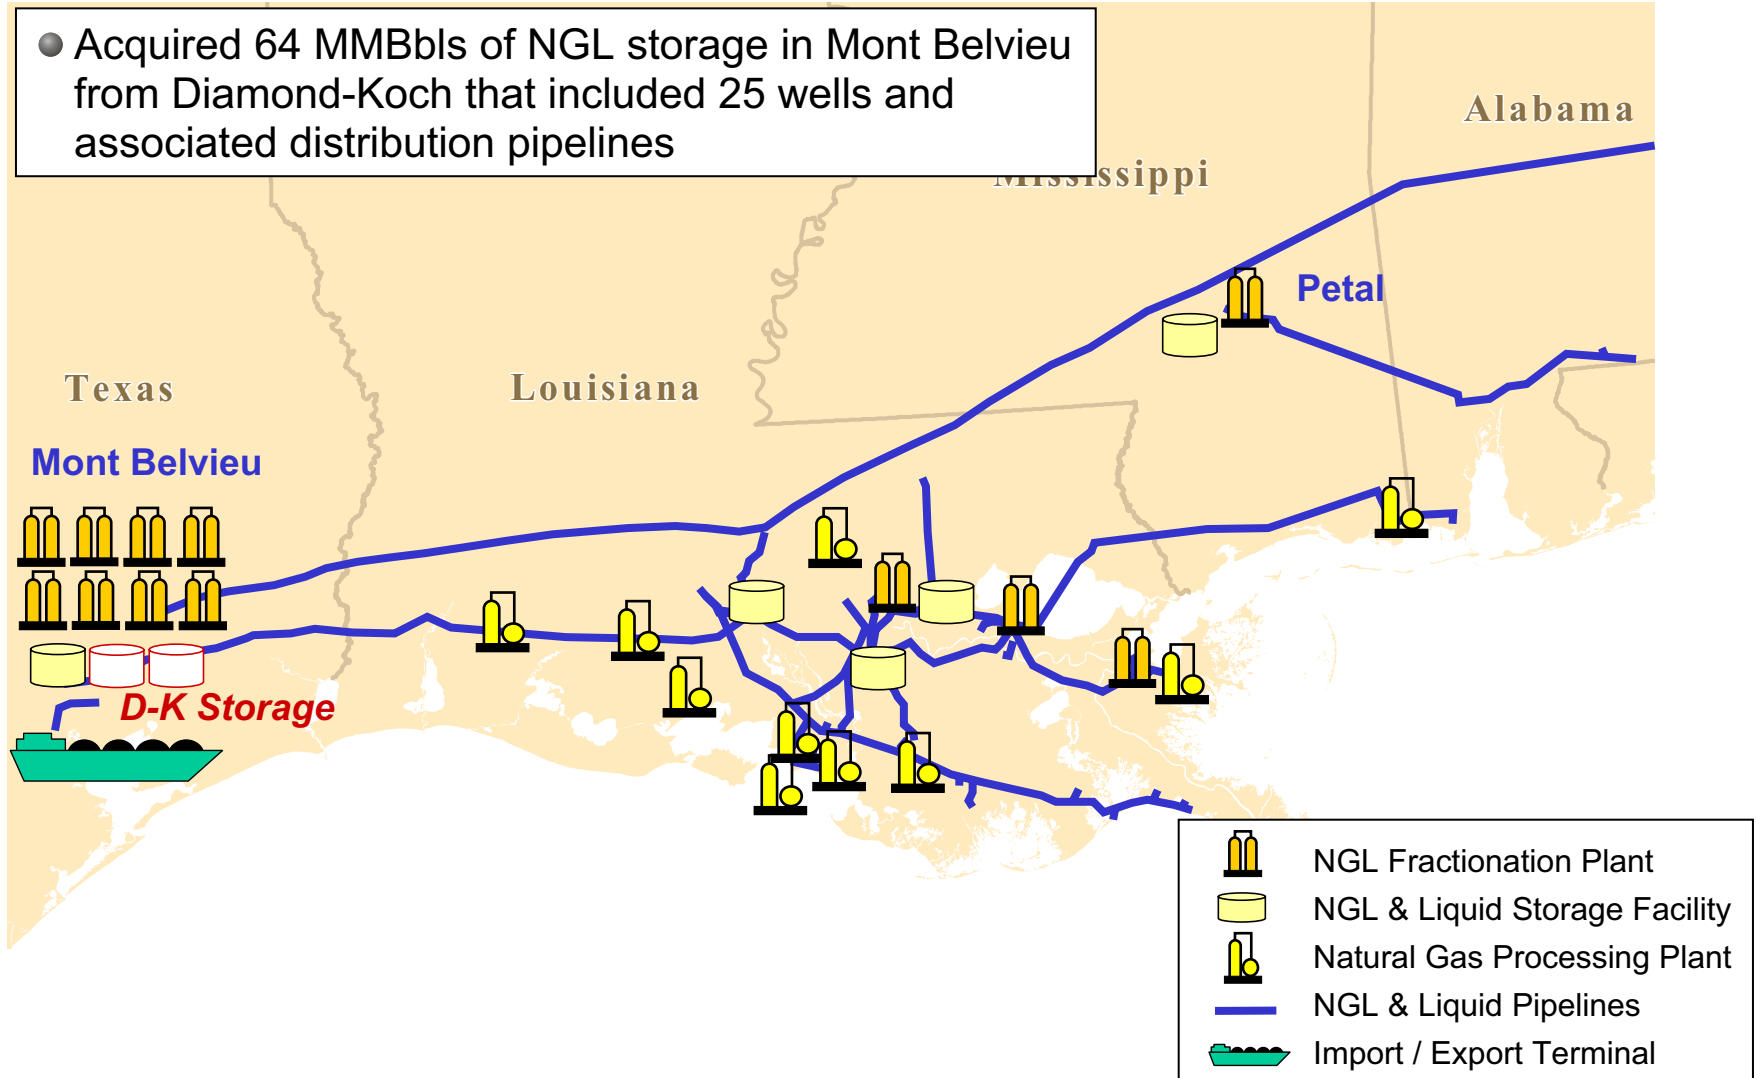 Acquired 64 MMBbls of NGL storage in Mont Belvieu
from Diamond-Koch that included 25 wells and
associated distribution pipelines
Alabama
Mississippi
Petal
Texas
Louisiana
Mont Belvieu
D-K Storage
NGL Fractionation Plant
NGL & Liquid Storage Facility
Natural Gas Processing Plant
NGL & Liquid Pipelines
Import / Export Terminal